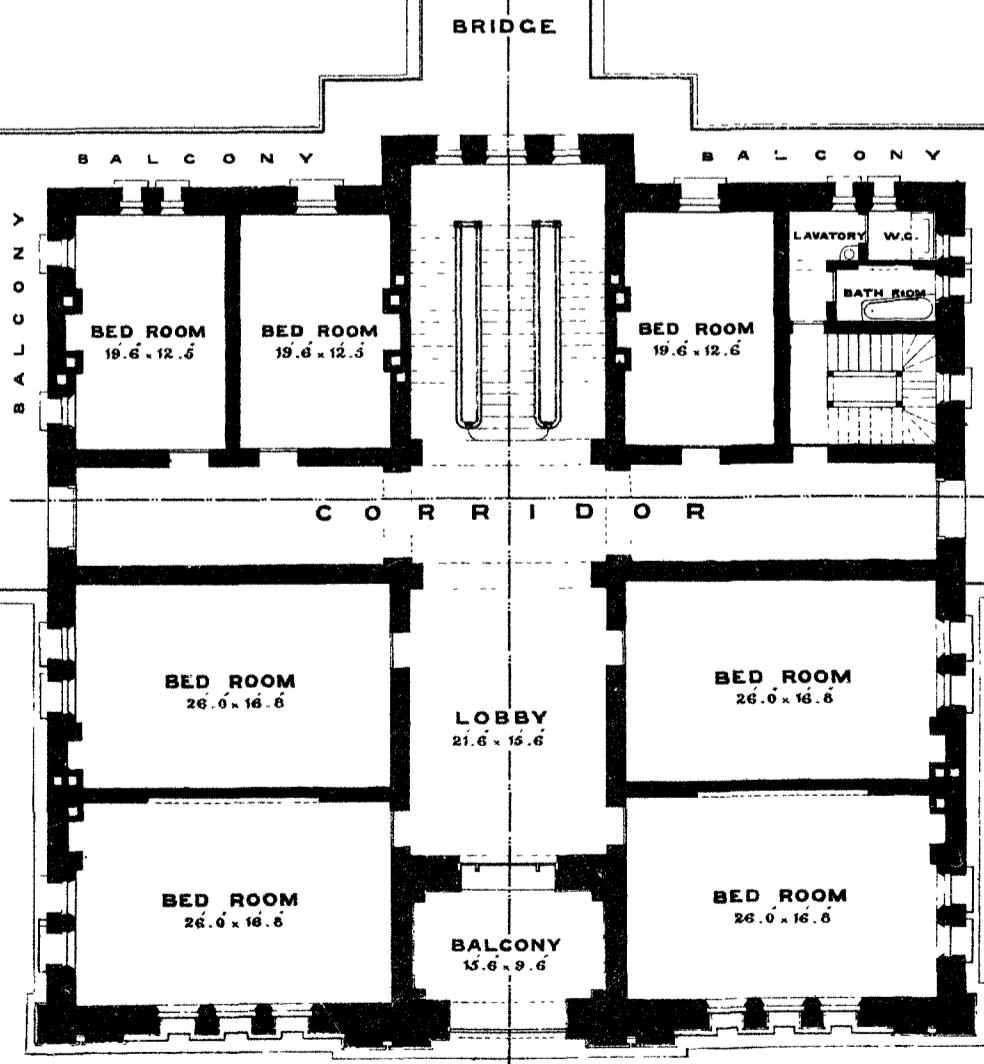 BRIDGE
BALCONY
BALCONY
BALCONY
LAVATORY
W.C.
BATH ROOM
BED ROOM
19.6 × 12.5
BED ROOM
19.6 × 12.5
BED ROOM
19.6 × 12.6
CORRIDOR
BED ROOM
26.0 × 16.8
BED ROOM
26.0 × 16.8
LOBBY
21.6 × 15.6
BED ROOM
26.0 × 16.8
BED ROOM
26.0 × 16.8
BALCONY
15.6 × 9.6